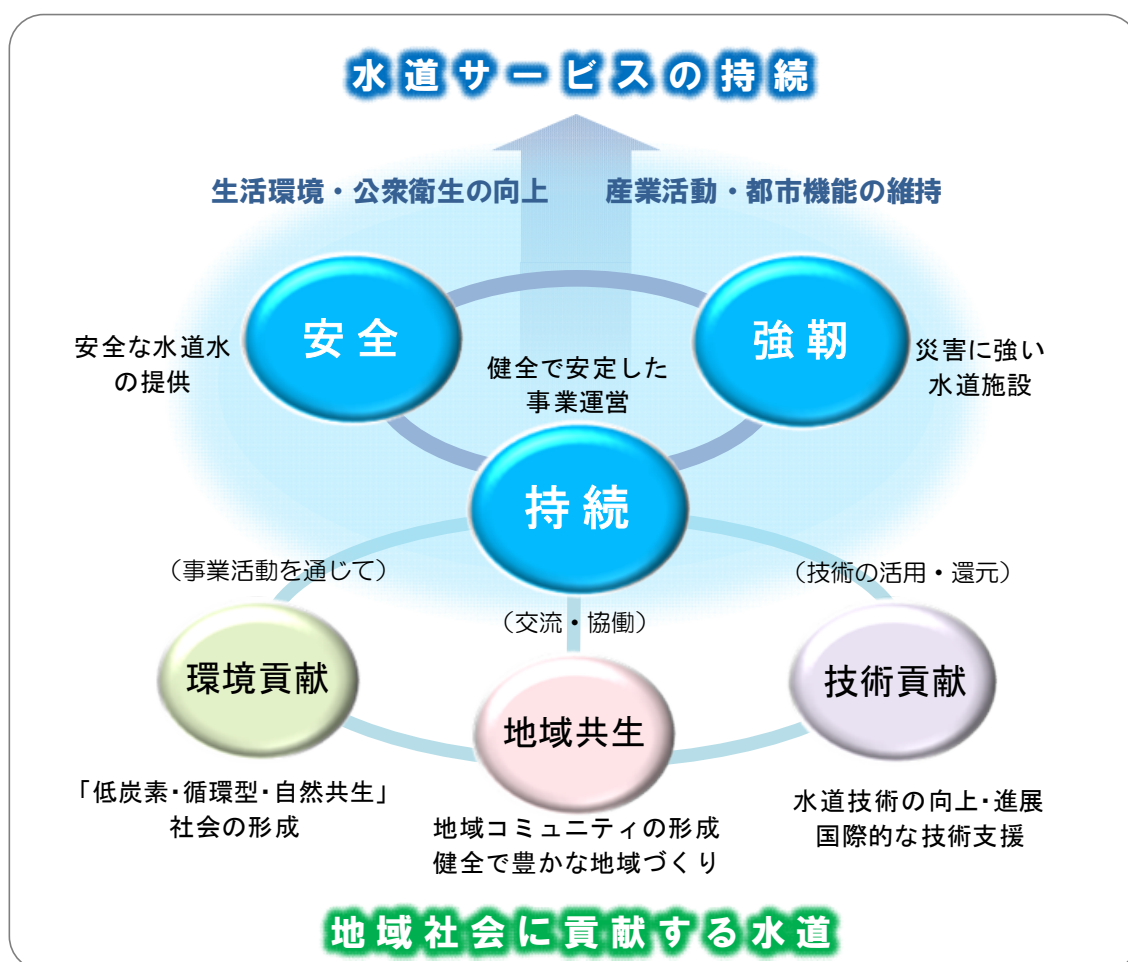 水道サービスの持続
生活環境・公衆衛生の向上
産業活動・都市機能の維持
安全
強靭
安全な水道水
の提供
健全で安定した
事業運営
災害に強い
水道施設
持続
（事業活動を通じて）
（交流・協働）
（技術の活用・還元）
環境貢献
地域共生
技術貢献
「低炭素・循環型・自然共生」
社会の形成
地域コミュニティの形成
健全で豊かな地域づくり
水道技術の向上・進展
国際的な技術支援
地域社会に貢献する水道